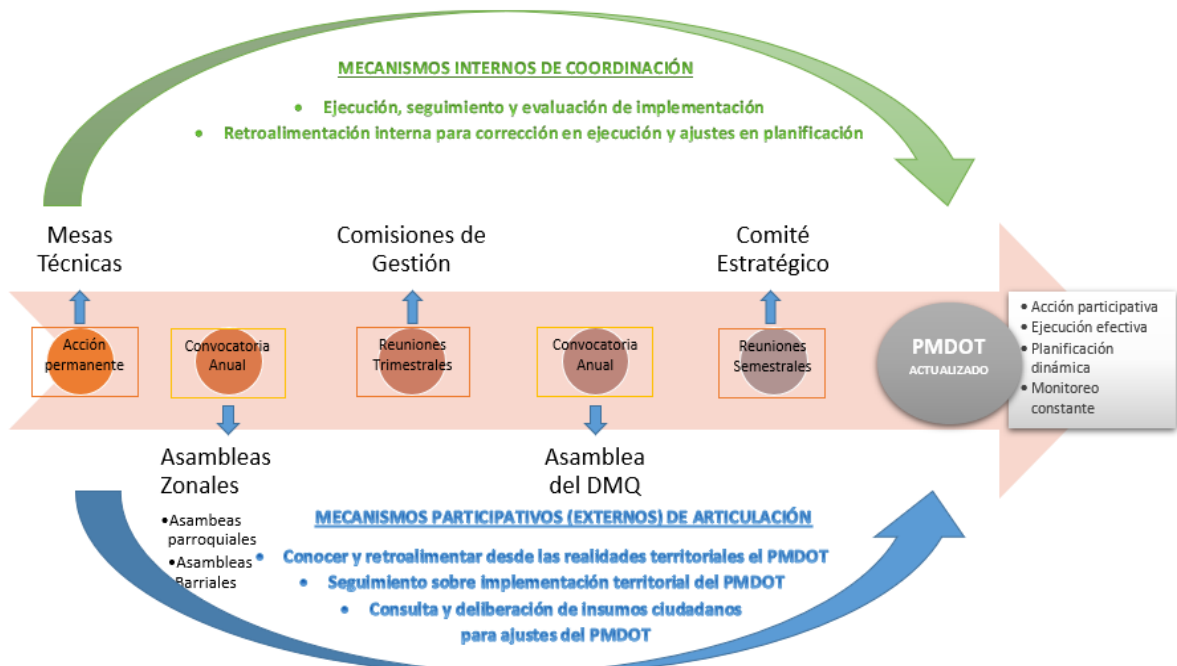 MECANISMOS INTERNOS DE COORDINACIÓN
• Ejecución, seguimiento y evaluación de implementación
• Retroalimentación interna para corrección en ejecución y ajustes en planificación
Mesas
Técnicas
Comisiones de
Gestión
Comité
Estratégico
Acción
permanente
Convocatoria
Anual
Reuniones
Trimestrales
Convocatoria
Anual
Reuniones
Semestrales
PMDOT
ACTUALIZADO
• Acción participativa
• Ejecución efectiva
• Planificación
dinámica
• Monitoreo
constante
Asambleas
Zonales
•Asambeas
parroquiales
•Asambleas
Barriales
Asamblea
del DMQ
MECANISMOS PARTICIPATIVOS (EXTERNOS) DE ARTICULACIÓN
• Conocer y retroalimentar desde las realidades territoriales el PMDOT
• Seguimiento sobre implementación territorial del PMDOT
• Consulta y deliberación de insumos ciudadanos
para ajustes del PMDOT